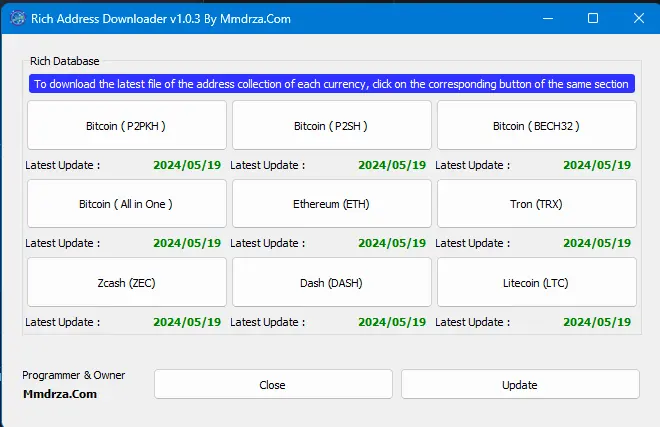 Rich Address Downloader v1.0.3 By Mmdrza.Com
Rich Database
To download the latest file of the address collection of each currency, click on the corresponding button of the same section
Bitcoin ( P2PKH ) Bitcoin ( P2SH ) Bitcoin ( BECH32 )
Latest Update : 2024/05/19 Latest Update : 2024/05/19 Latest Update : 2024/05/19
Bitcoin ( All in One ) Ethereum (ETH) Tron (TRX)
Latest Update : 2024/05/19 Latest Update : 2024/05/19 Latest Update : 2024/05/19
Zcash (ZEC) Dash (DASH) Litecoin (LTC)
Latest Update : 2024/05/19 Latest Update : 2024/05/19 Latest Update : 2024/05/19
Programmer & Owner
Mmdrza.Com
Close Update